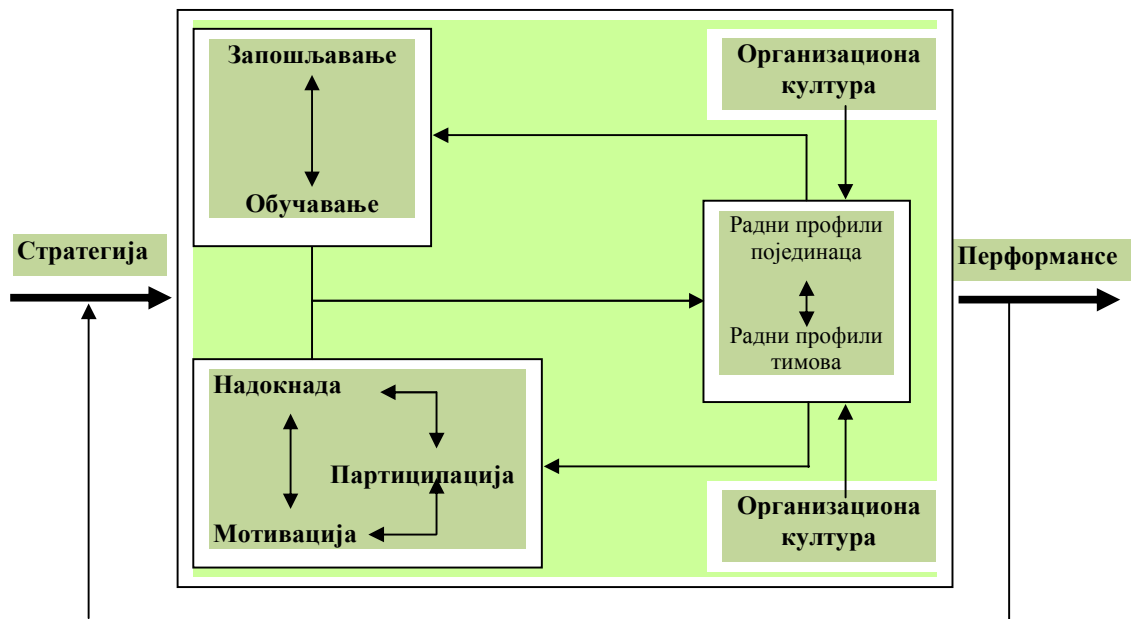 Запошљавање
Обучавање
Организациона
култура
Стратегија
Радни профили
појединаца
Радни профили
тимова
Перформансе
Надокнада
Партиципација
Мотивација
Организациона
култура